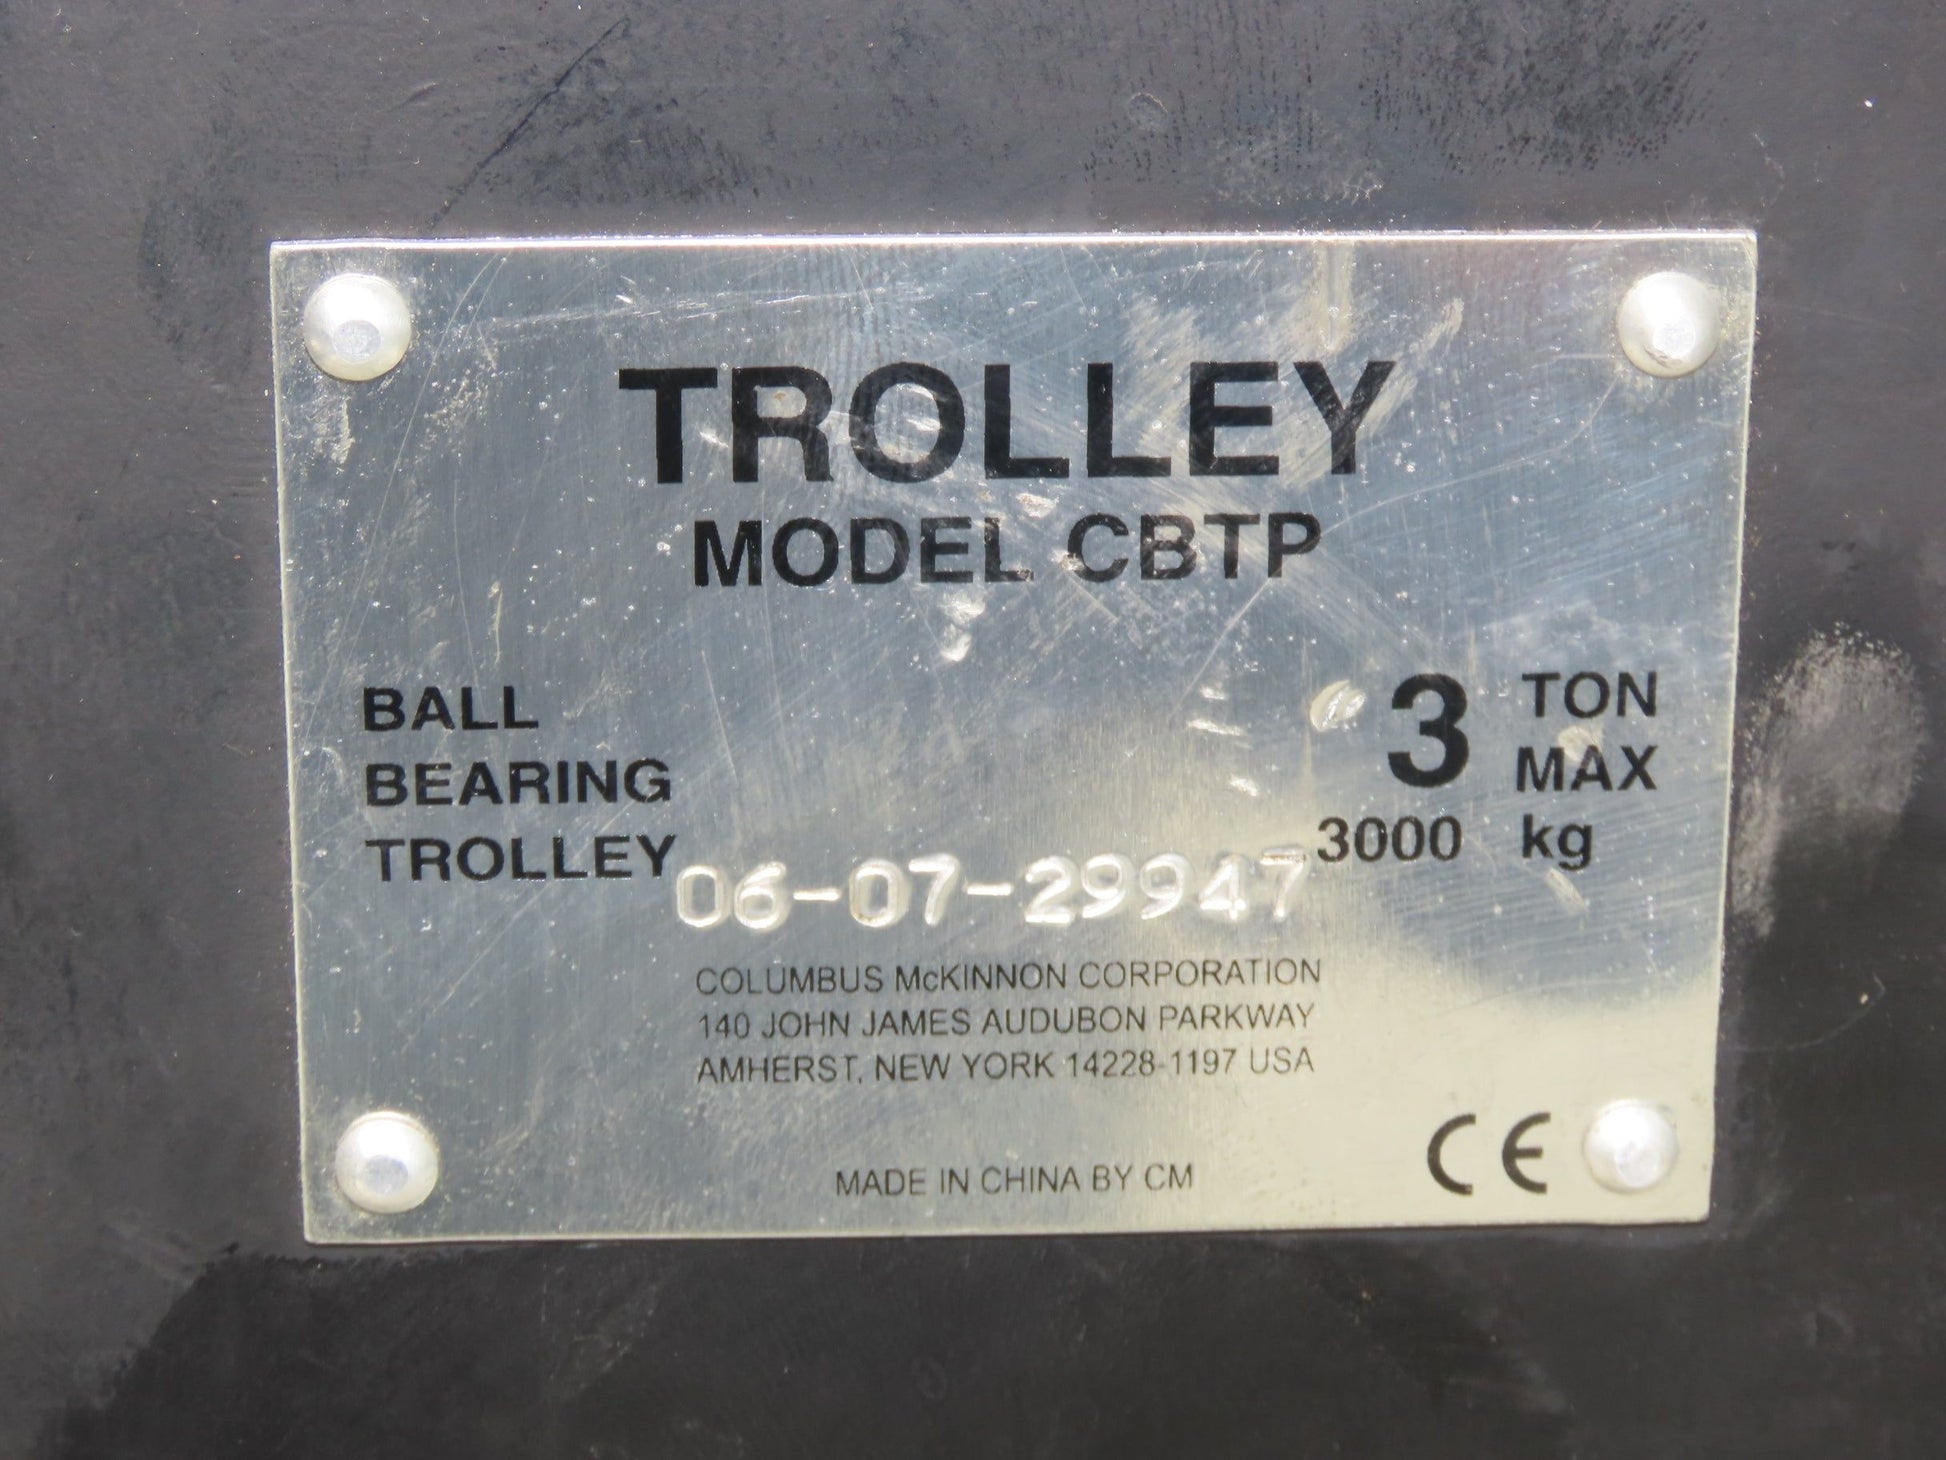 TROLLEY
MODEL CBTP
BALL
BEARING
TROLLEY
3 TON
MAX
3000 kg
06-07-29947
COLUMBUS McKINNON CORPORATION
140 JOHN JAMES AUDUBON PARKWAY
AMHERST, NEW YORK 14228-1197 USA
MADE IN CHINA BY CM
CE